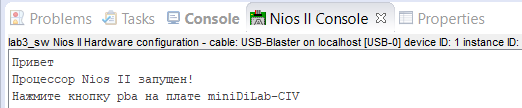 Problems Tasks Console Nios II Console Properties
lab3_sw Nios II Hardware configuration - cable: USB-Blaster on localhost [USB-0] device ID: 1 instance ID:
Привет
Процессор Nios II запущен!
Нажмите кнопку pba на плате miniDiLab-CIV